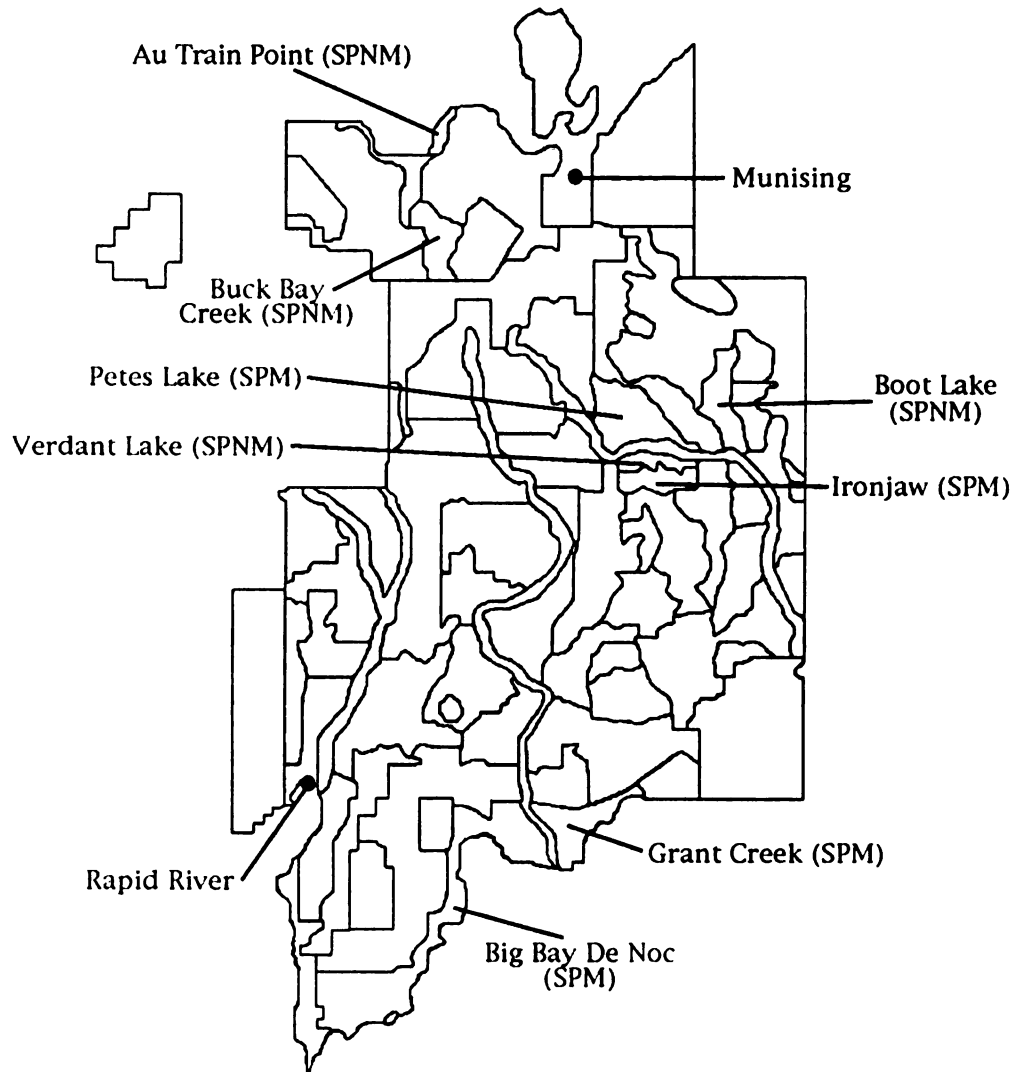 Au Train Point (SPNM)
Munising
Buck Bay
Creek (SPNM)
Petes Lake (SPM)
Boot Lake
(SPNM)
Verdant Lake (SPNM)
Ironjaw (SPM)
Grant Creek (SPM)
Rapid River
Big Bay De Noc
(SPM)